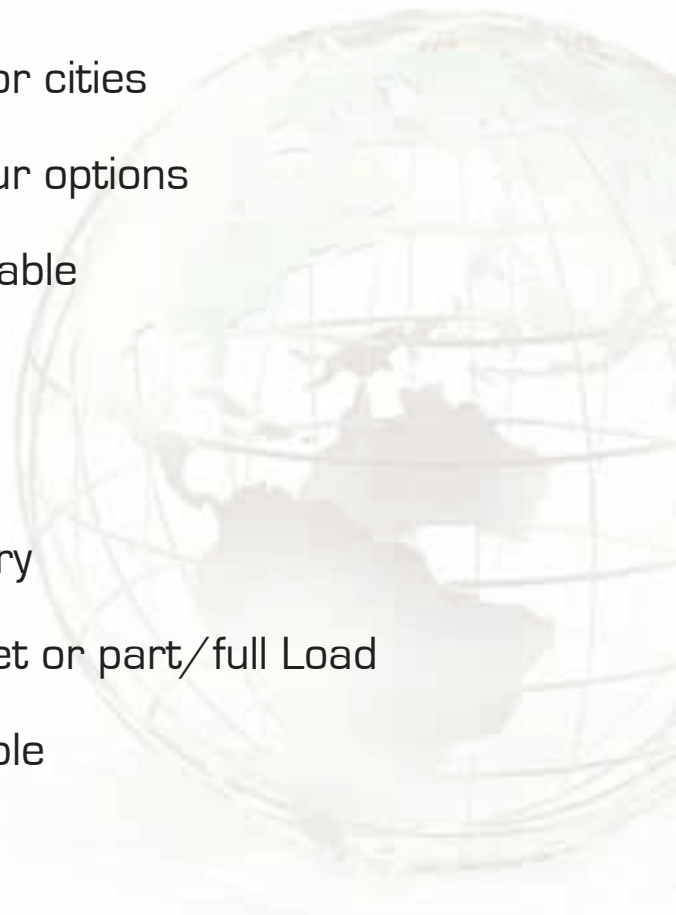 or cities
ur options
able
ry
et or part/full Load
ble